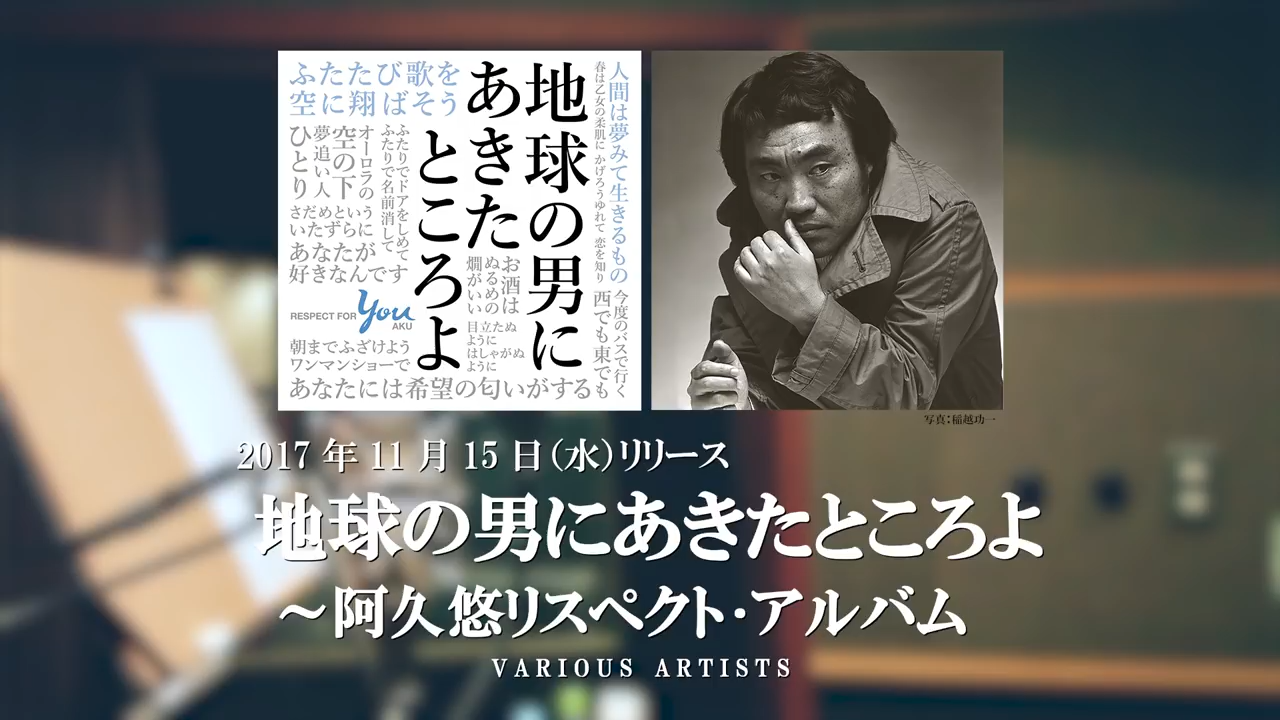 地球の男に
あきた
ところよ
ふたたび歌を
空に翔ばそう
人間は夢みて生きるもの
春は乙女の柔肌に かげろうゆれて 恋を知り
ふたりでドアをしめて
ふたりで名前消して
オーロラの
空の下
夢追い人
ひとり
さだめという
いたずらに
あなたが
好きなんです
お酒は
ぬるめの
燗がいい
今度のバスで行く
西でも東でも
RESPECT FOR You
AKU
目立たぬ
ように
はしゃがぬ
ように
朝までふざけよう
ワンマンショーで
あなたには希望の匂いがする
写真:稲越功一
2017年11月15日(水)リリース
地球の男にあきたところよ
~阿久悠リスペクト・アルバム
VARIOUS ARTISTS